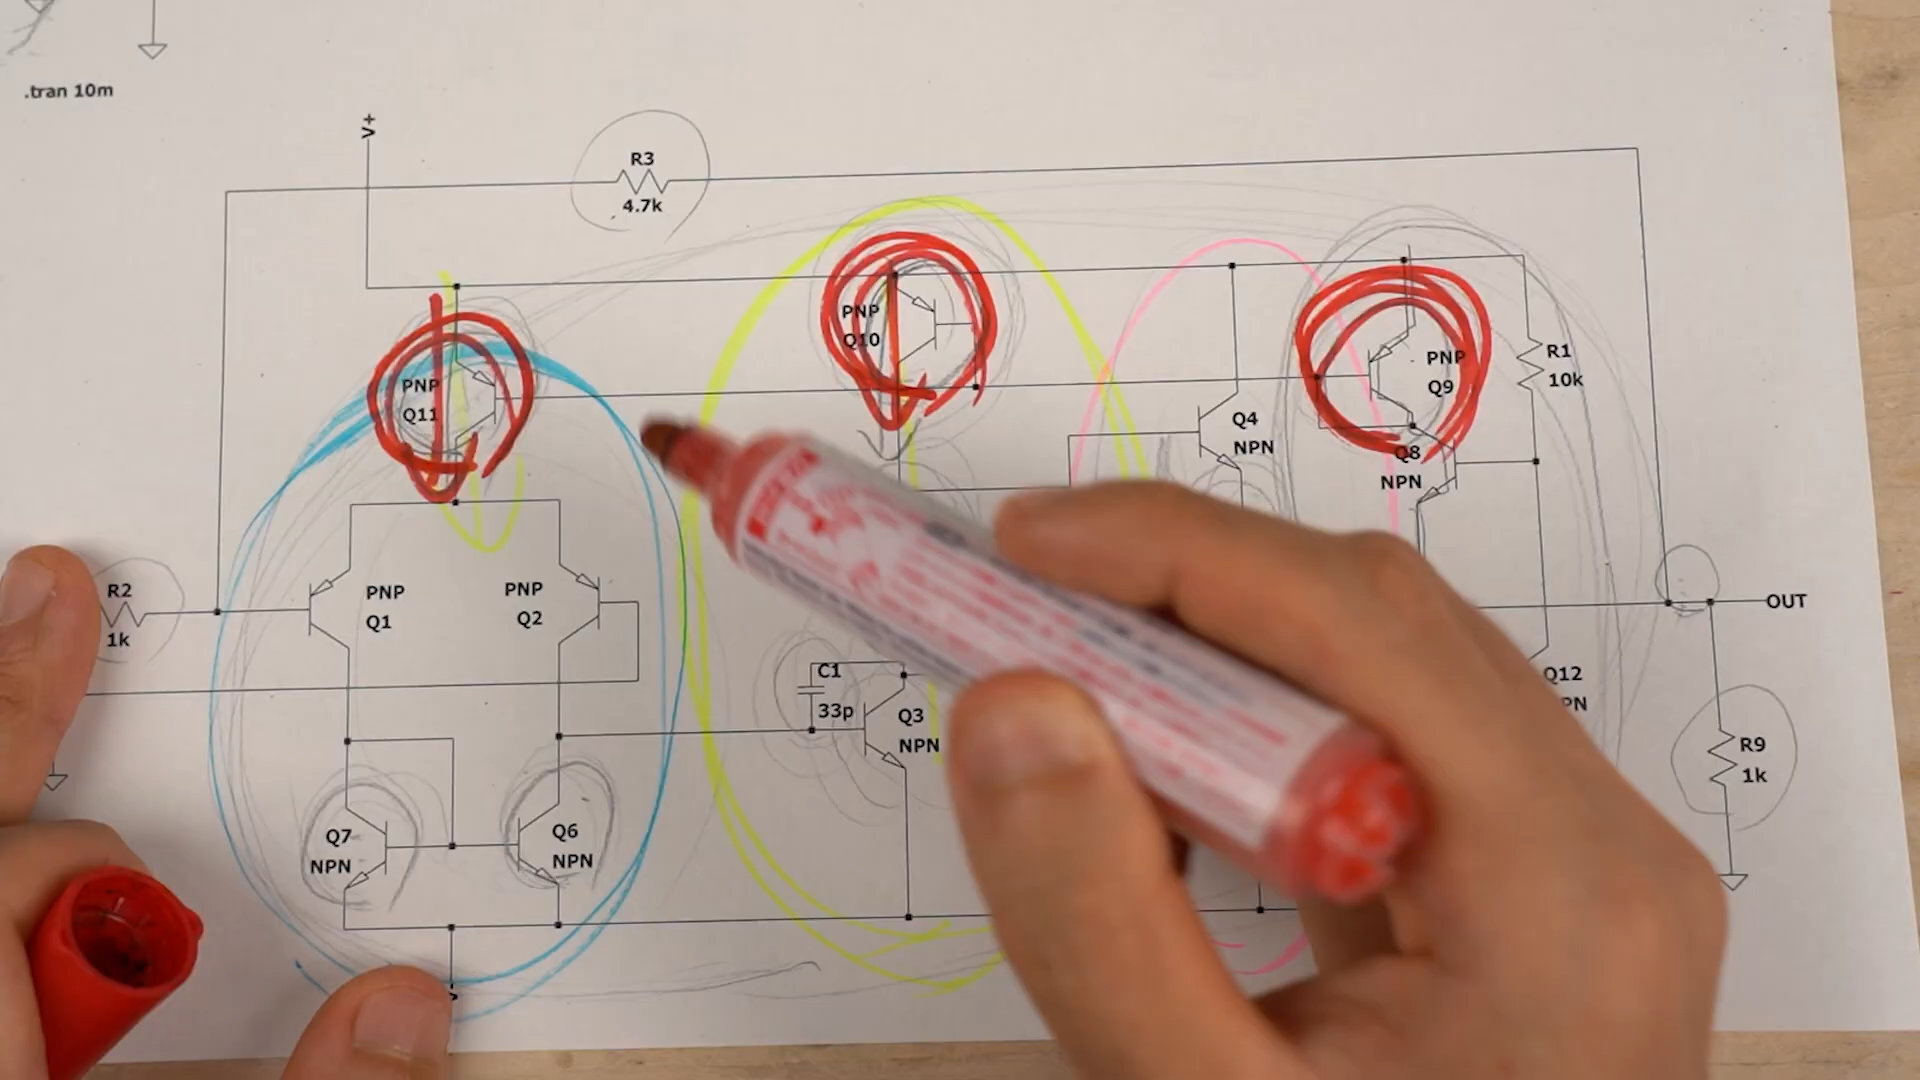 .tran 10m
V+
R3
4.7k
PNP
Q11
PNP
Q10
PNP
Q9
R1
10k
Q4
NPN
Q8
NPN
R2
1k
PNP
Q1
PNP
Q2
OUT
C1
33p
Q3
NPN
Q12
PN
R9
1k
Q7
NPN
Q6
NPN